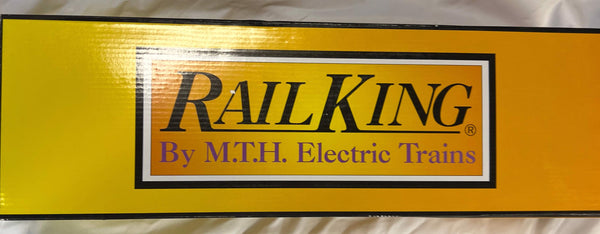 RAILKING®
By M.T.H. Electric Trains